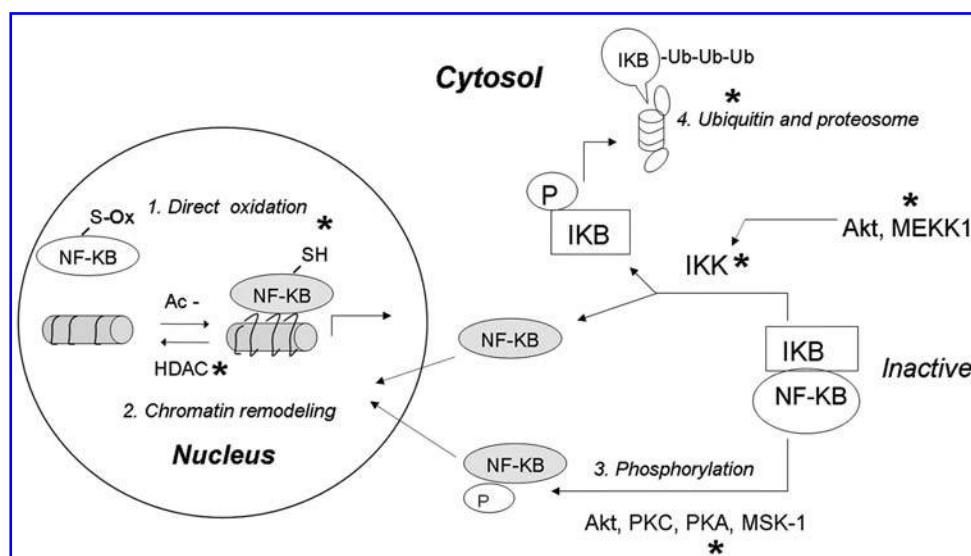 IKB -Ub-Ub-Ub
Cytosol
*
4. Ubiquitin and proteosome
S-Ox
1. Direct oxidation
*
NF-KB
SH
NF-KB
Ac -
HDAC *
2. Chromatin remodeling
Nucleus
P
IKB
*
Akt, MEKK1
IKK *
NF-KB
IKB
NF-KB
Inactive
NF-KB
P
3. Phosphorylation
Akt, PKC, PKA, MSK-1
*